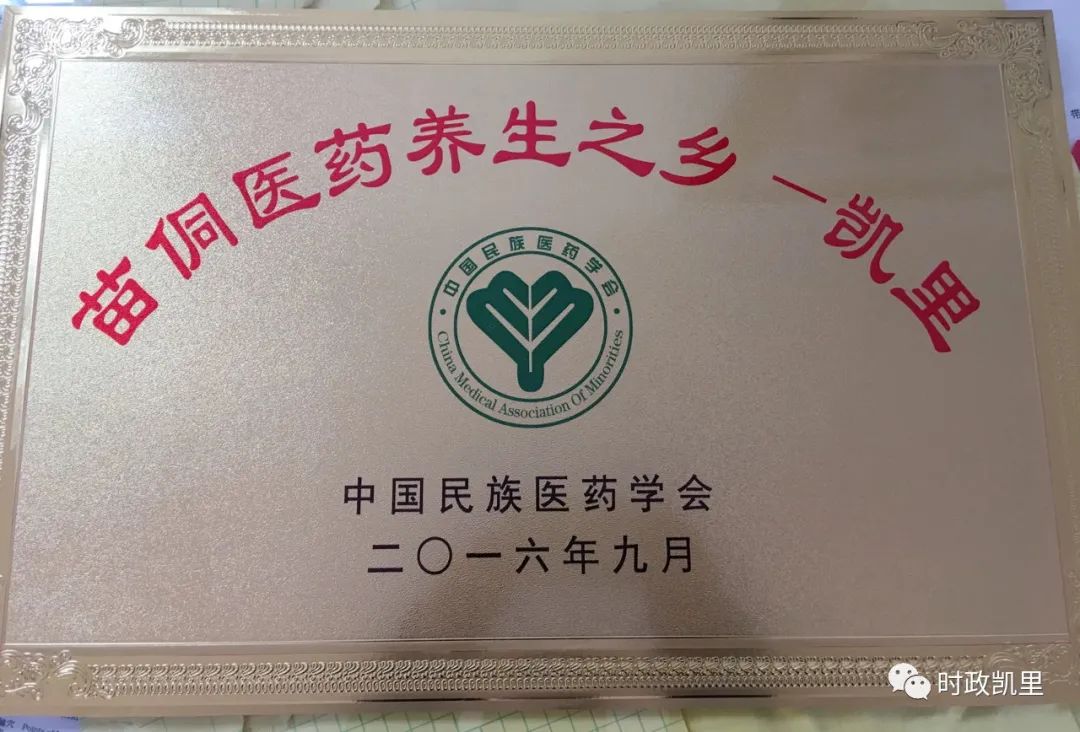 苗侗医药养生之乡—凯里
中国民族医药学会
China Medical Association Of Minorities
中国民族医药学会
二〇一六年九月
时政凯里